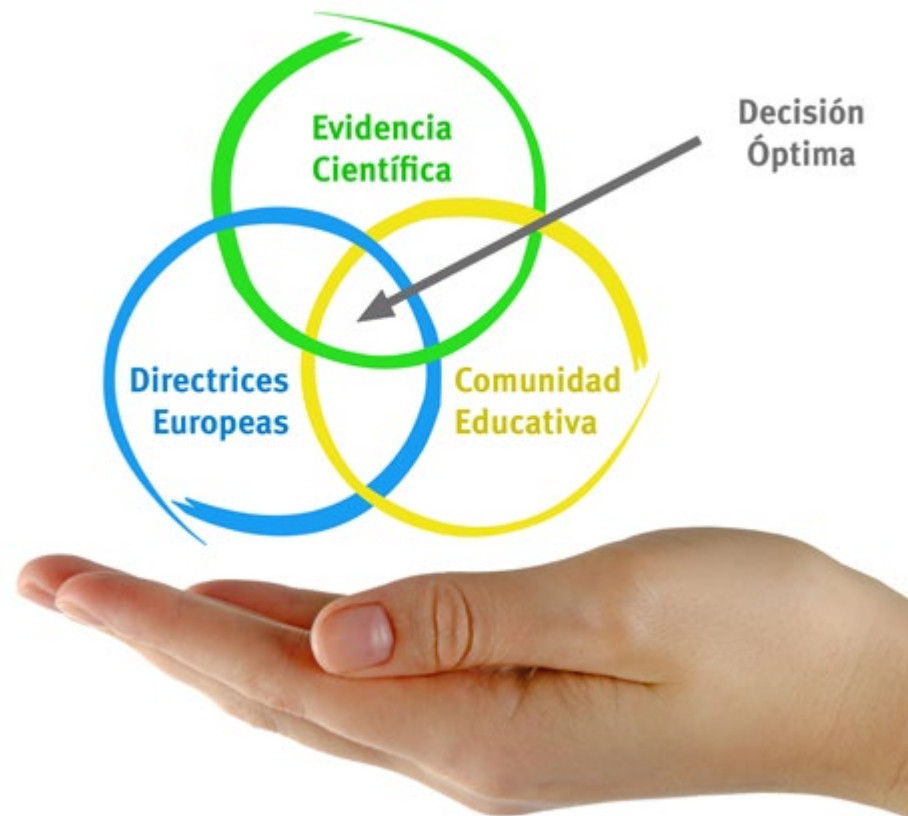 Evidencia
Científica
Decisión
Óptima
Directrices
Europeas
Comunidad
Educativa